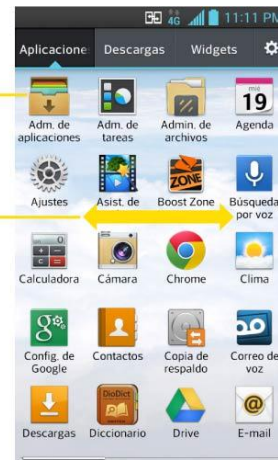 4G 11:11 PM
Aplicacione Descargas Widgets
mié
19
Adm. de aplicaciones
Adm. de tareas
Admin. de archivos
Agenda
ZONE
Ajustes
Asist. de
Boost Zone
Búsqueda por voz
Calculadora
Cámara
Chrome
Clima
g
DioDict
Config. de Google
Contactos
Copia de respaldo
Correo de voz
Descargas
Diccionario
Drive
E-mail